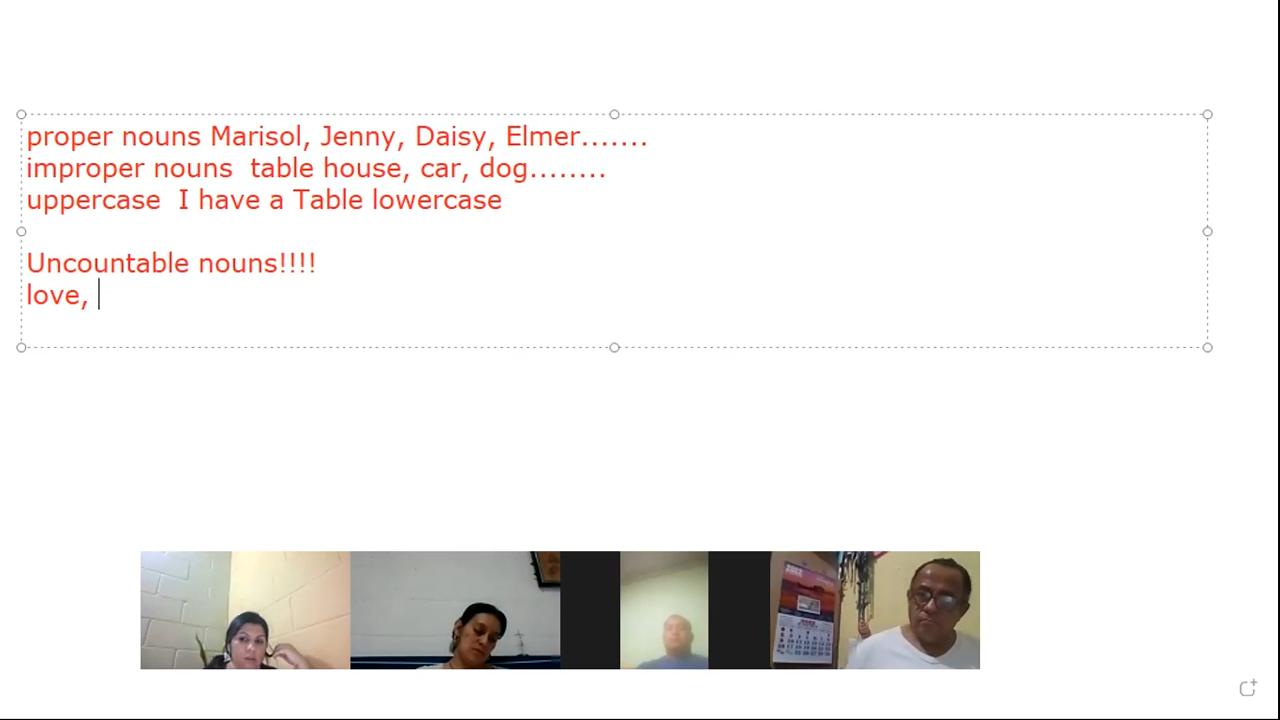 proper nouns Marisol, Jenny, Daisy, Elmer.......
improper nouns  table house, car, dog........
uppercase  I have a Table lowercase
Uncountable nouns!!!!
love,